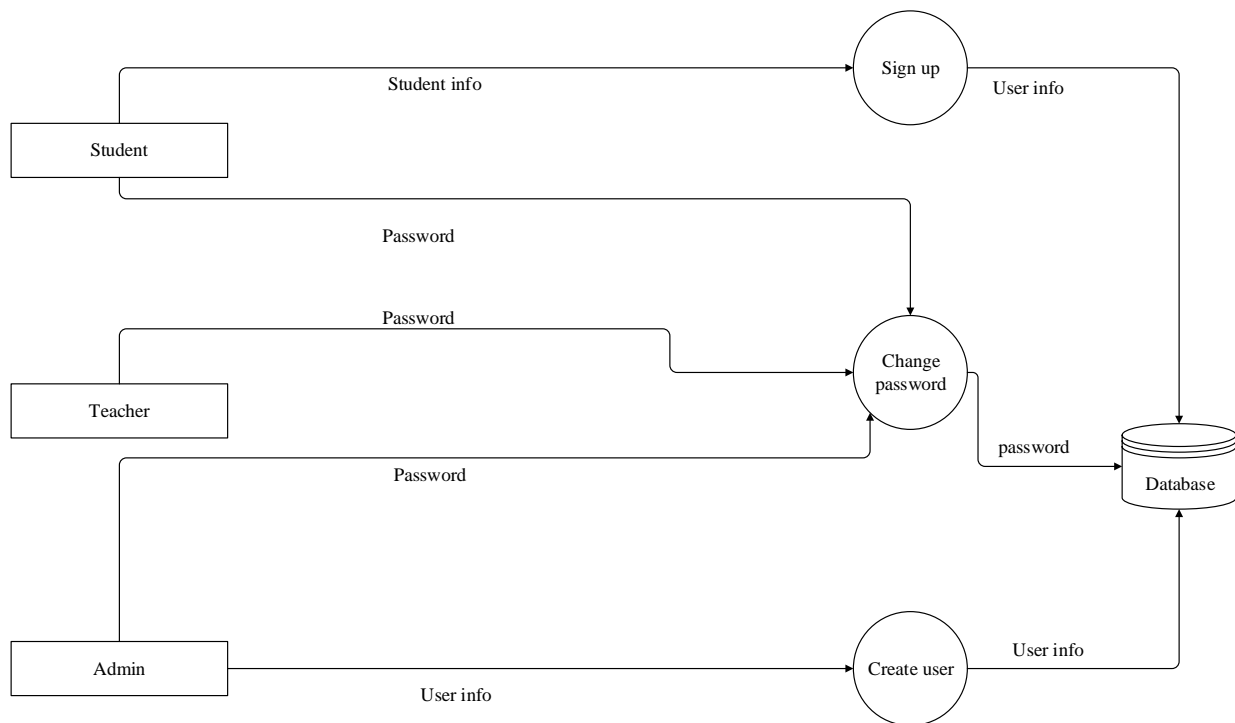 Sign up
Student info
User info
Student
Password
Password
Change
password
Teacher
password
Password
Database
User info
Admin
Create user
User info